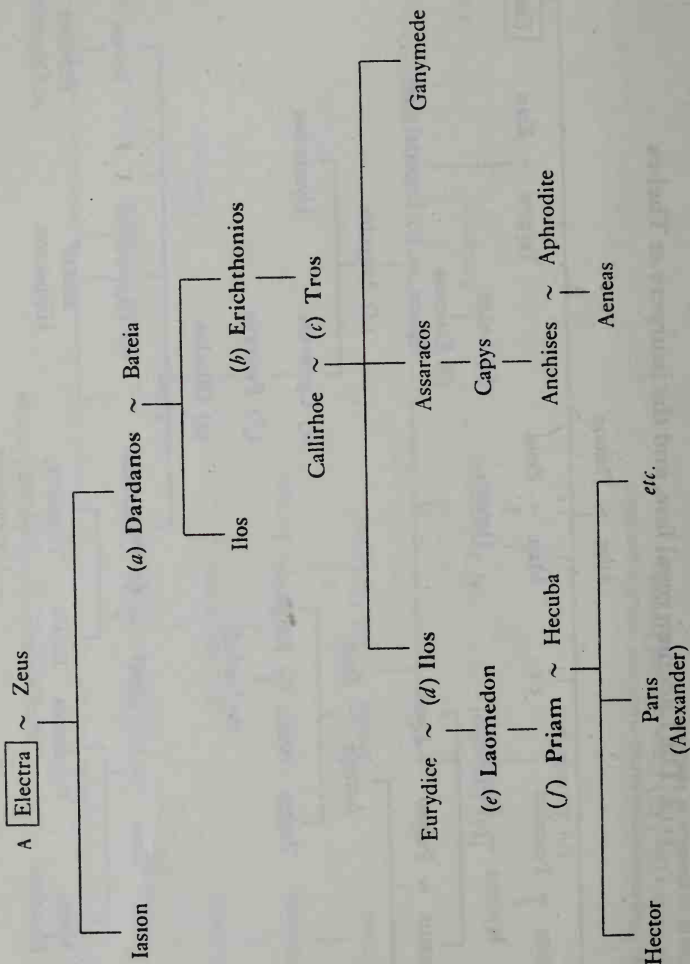 A Electra ~ Zeus
Iasion
(a) Dardanos ~ Bateia
Ilos
(b) Erichthonios
Callirhoe ~ (c) Tros
Eurydice ~ (d) Ilos
Assaracos
Ganymede
(e) Laomedon
Capys
(f) Priam ~ Hecuba
Anchises ~ Aphrodite
Aeneas
Hector
Paris
(Alexander)
etc.